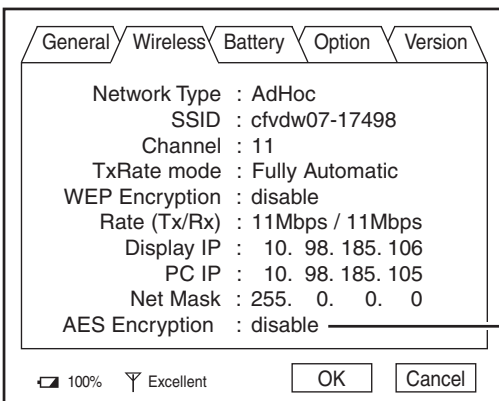 General Wireless Battery Option Version
Network Type : AdHoc
SSID : cfvdw07-17498
Channel : 11
TxRate mode : Fully Automatic
WEP Encryption : disable
Rate (Tx/Rx) : 11Mbps / 11Mbps
Display IP : 10. 98. 185. 106
PC IP : 10. 98. 185. 105
Net Mask : 255. 0. 0. 0
AES Encryption : disable
100% Excellent OK Cancel